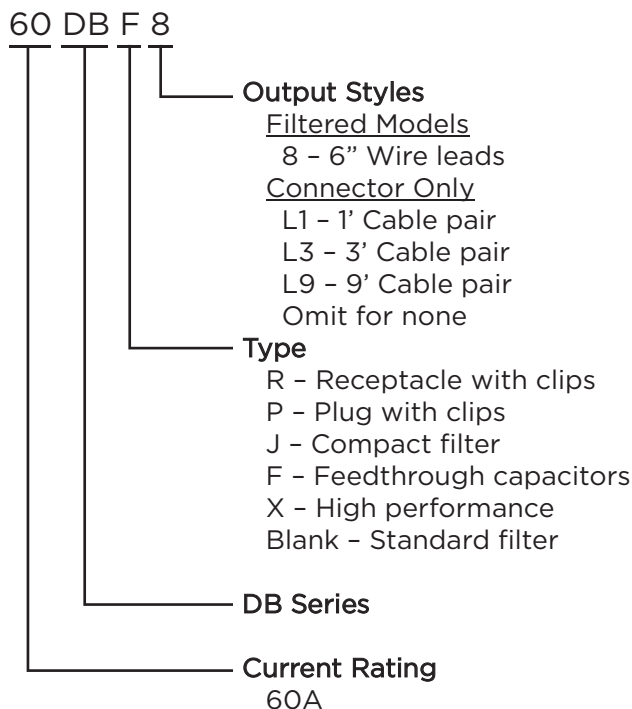 60 DB F 8
Output Styles
Filtered Models
8 – 6” Wire leads
Connector Only
L1 – 1’ Cable pair
L3 – 3’ Cable pair
L9 – 9’ Cable pair
Omit for none
Type
R – Receptacle with clips
P – Plug with clips
J – Compact filter
F – Feedthrough capacitors
X – High performance
Blank – Standard filter
DB Series
Current Rating
60A